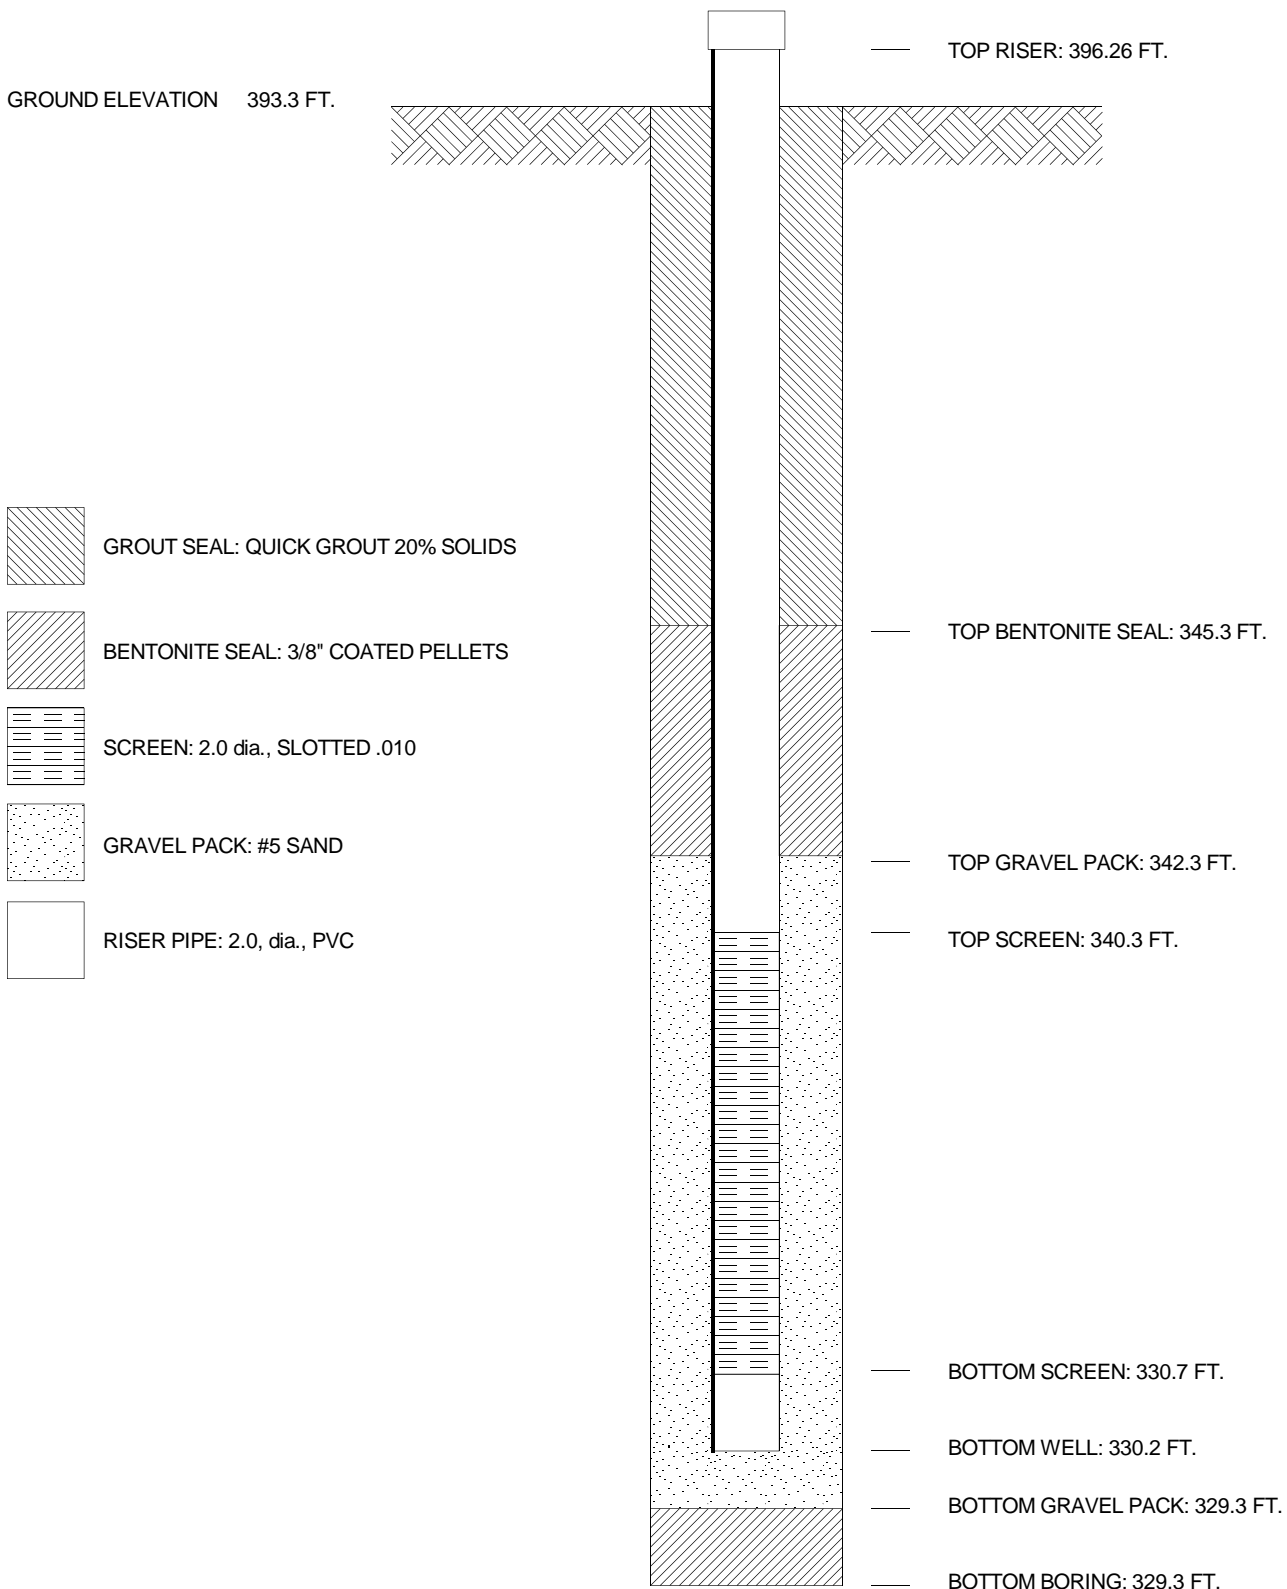 TOP RISER: 396.26 FT.
GROUND ELEVATION 393.3 FT.
GROUT SEAL: QUICK GROUT 20% SOLIDS
TOP BENTONITE SEAL: 345.3 FT.
BENTONITE SEAL: 3/8" COATED PELLETS
SCREEN: 2.0 dia., SLOTTED .010
GRAVEL PACK: #5 SAND
TOP GRAVEL PACK: 342.3 FT.
RISER PIPE: 2.0, dia., PVC
TOP SCREEN: 340.3 FT.
BOTTOM SCREEN: 330.7 FT.
BOTTOM WELL: 330.2 FT.
BOTTOM GRAVEL PACK: 329.3 FT.
BOTTOM BORING: 329.3 FT.